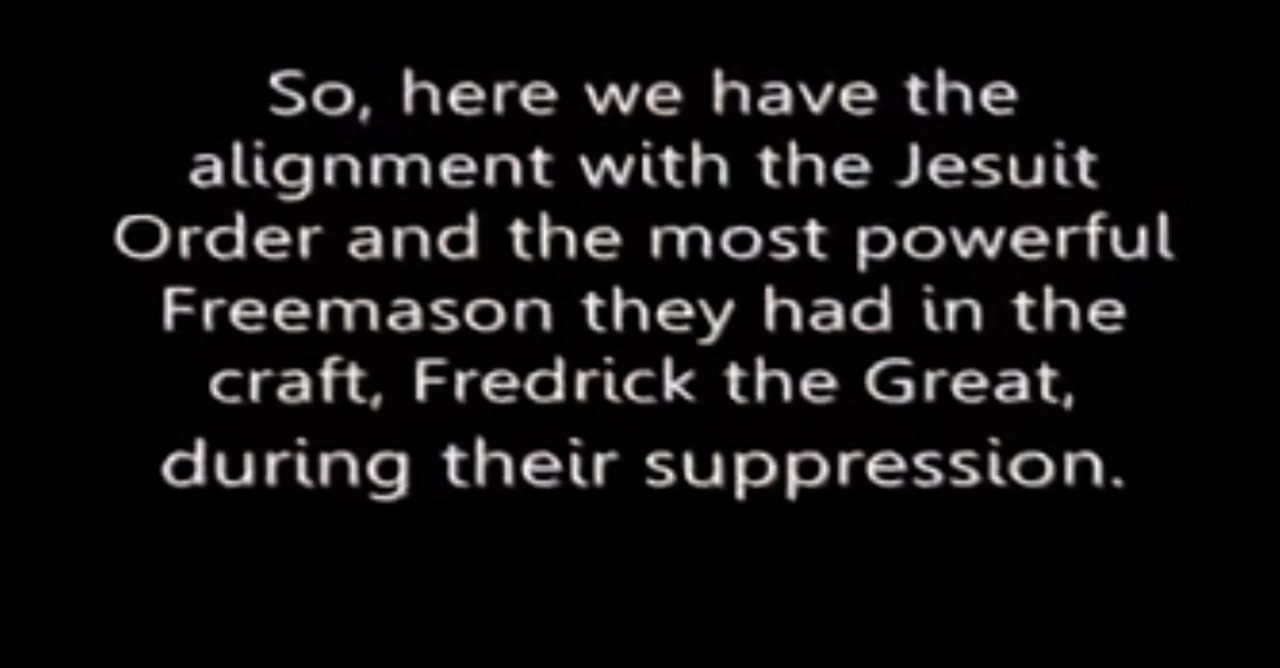 So, here we have the
alignment with the Jesuit
Order and the most powerful
Freemason they had in the
craft, Fredrick the Great,
during their suppression.